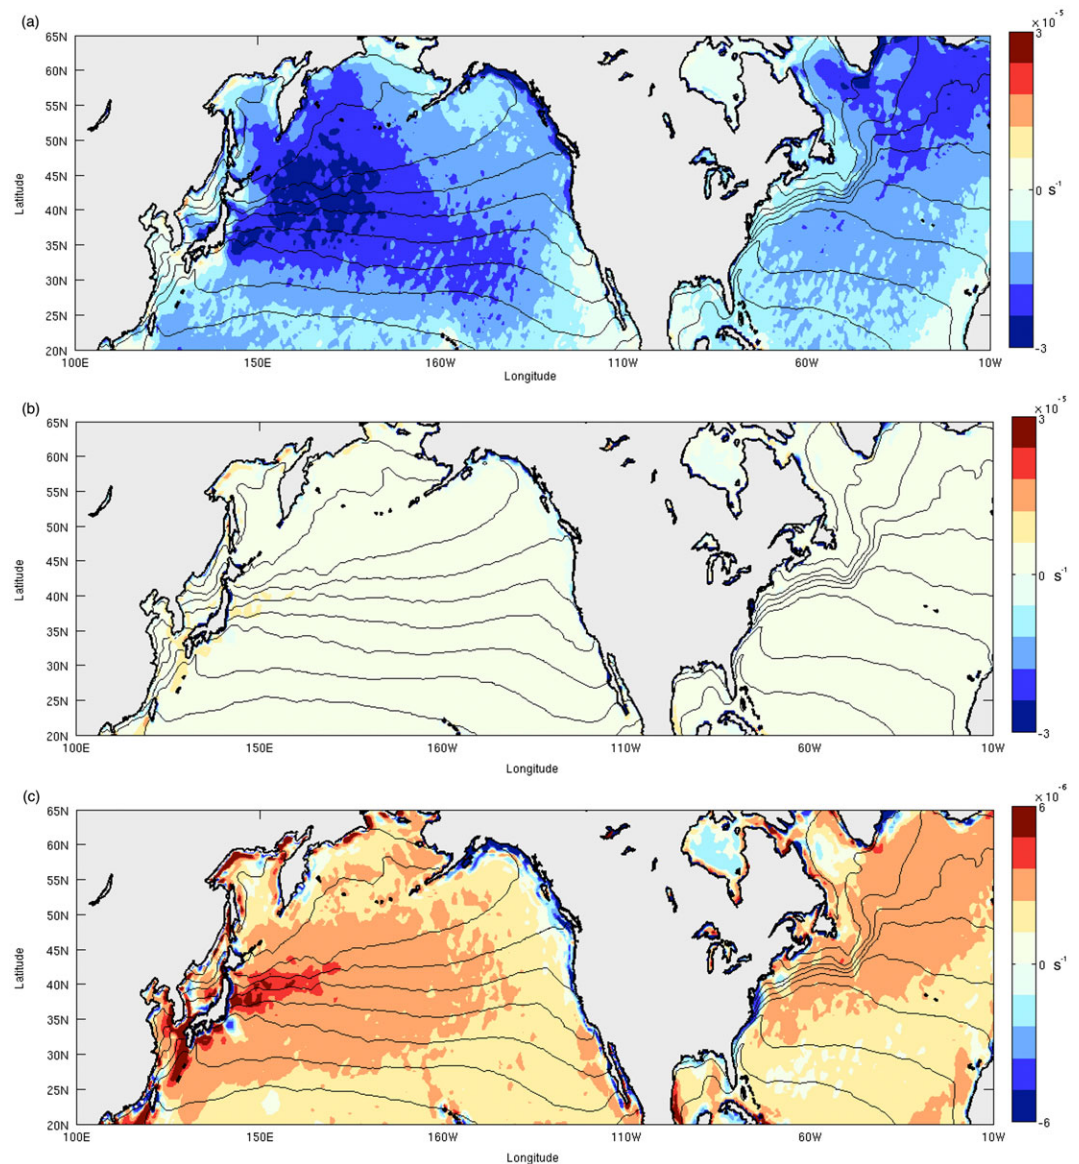 (a)
×10⁻⁵
65N
3
60N
55N
50N
45N
Latitude
0 s⁻¹
40N
35N
30N
25N
20N
-3
100E 150E 160W 110W 60W 10W
Longitude
(b)
×10⁻⁵
65N
3
60N
55N
50N
45N
Latitude
0 s⁻¹
40N
35N
30N
25N
20N
-3
100E 150E 160W 110W 60W 10W
Longitude
(c)
×10⁻⁶
65N
6
60N
55N
50N
45N
Latitude
0 s⁻¹
40N
35N
30N
25N
20N
-6
100E 150E 160W 110W 60W 10W
Longitude